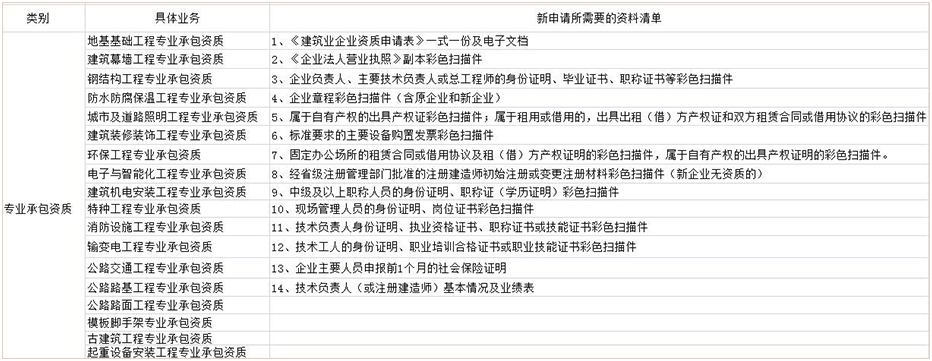 类别 具体业务 新申请所需要的资料清单
地基基础工程专业承包资质 1、《建筑业企业资质申请表》一式一份及电子文档
建筑幕墙工程专业承包资质 2、《企业法人营业执照》副本彩色扫描件
钢结构工程专业承包资质 3、企业负责人、主要技术负责人或总工程师的身份证明、毕业证书、职称证书等彩色扫描件
防水防腐保温工程专业承包资质 4、企业章程彩色扫描件（含原企业和新企业）
城市及道路照明工程专业承包资质 5、属于自有产权的出具产权证彩色扫描件；属于租用或借用的，出具出租（借）方产权证和双方租赁合同或借用协议的彩色扫描件
建筑装修装饰工程专业承包资质 6、标准要求的主要设备购置发票彩色扫描件
环保工程专业承包资质 7、固定办公场所的租赁合同或借用协议及租（借）方产权证明的彩色扫描件，属于自有产权的出具产权证明的彩色扫描件。
电子与智能化工程专业承包资质 8、经省级注册管理部门批准的注册建造师初始注册或变更注册材料彩色扫描件（新企业无资质的）
建筑机电安装工程专业承包资质 9、中级及以上职称人员的身份证明、职称证（学历证明）彩色扫描件
专业承包资质 特种工程专业承包资质 10、现场管理人员的身份证明、岗位证书彩色扫描件
消防设施工程专业承包资质 11、技术负责人身份证明、执业资格证书、职称证书或技能证书彩色扫描件
输变电工程专业承包资质 12、技术工人的身份证明、职业培训合格证书或职业技能证书彩色扫描件
公路交通工程专业承包资质 13、企业主要人员申报前1个月的社会保险证明
公路路基工程专业承包资质 14、技术负责人（或注册建造师）基本情况及业绩表
公路路面工程专业承包资质
模板脚手架专业承包资质
古建筑工程专业承包资质
起重设备安装工程专业承包资质